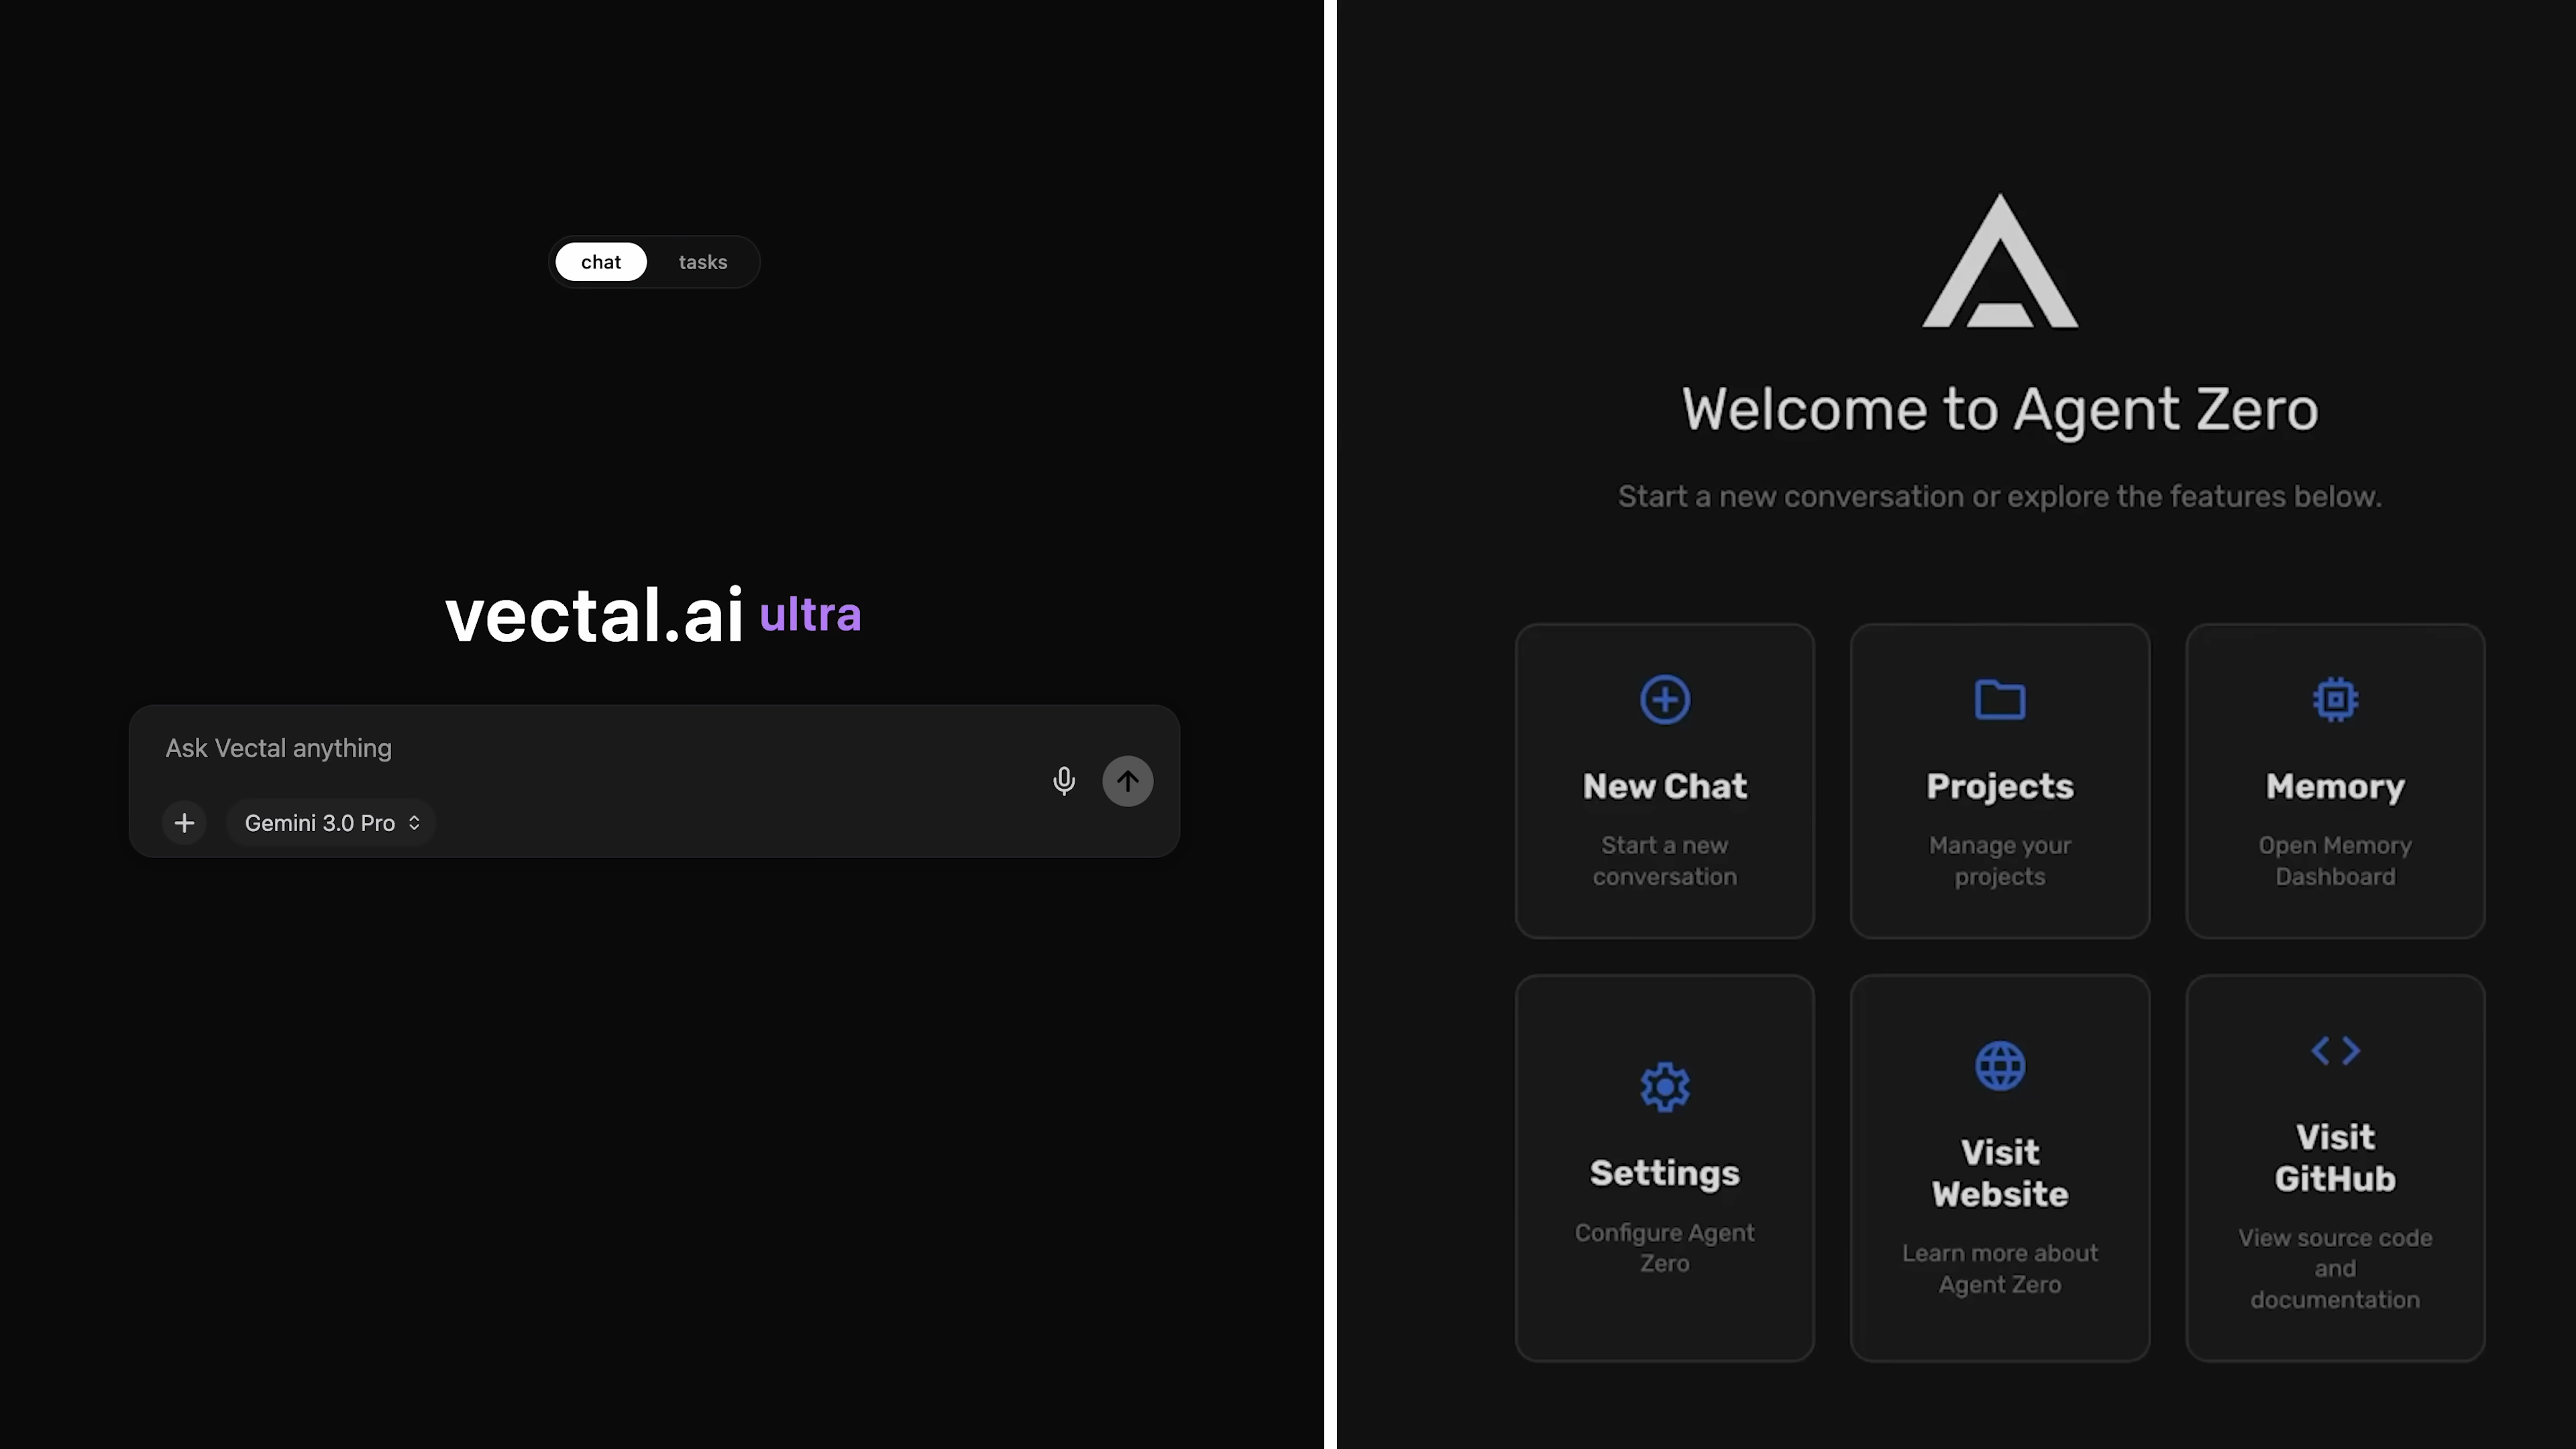 chat
tasks
vectal.ai ultra
Ask Vectal anything
Gemini 3.0 Pro
Welcome to Agent Zero
Start a new conversation or explore the features below.
New Chat
Start a new
conversation
Projects
Manage your
projects
Memory
Open Memory
Dashboard
Settings
Configure Agent
Zero
Visit
Website
Learn more about
Agent Zero
Visit
GitHub
View source code
and
documentation